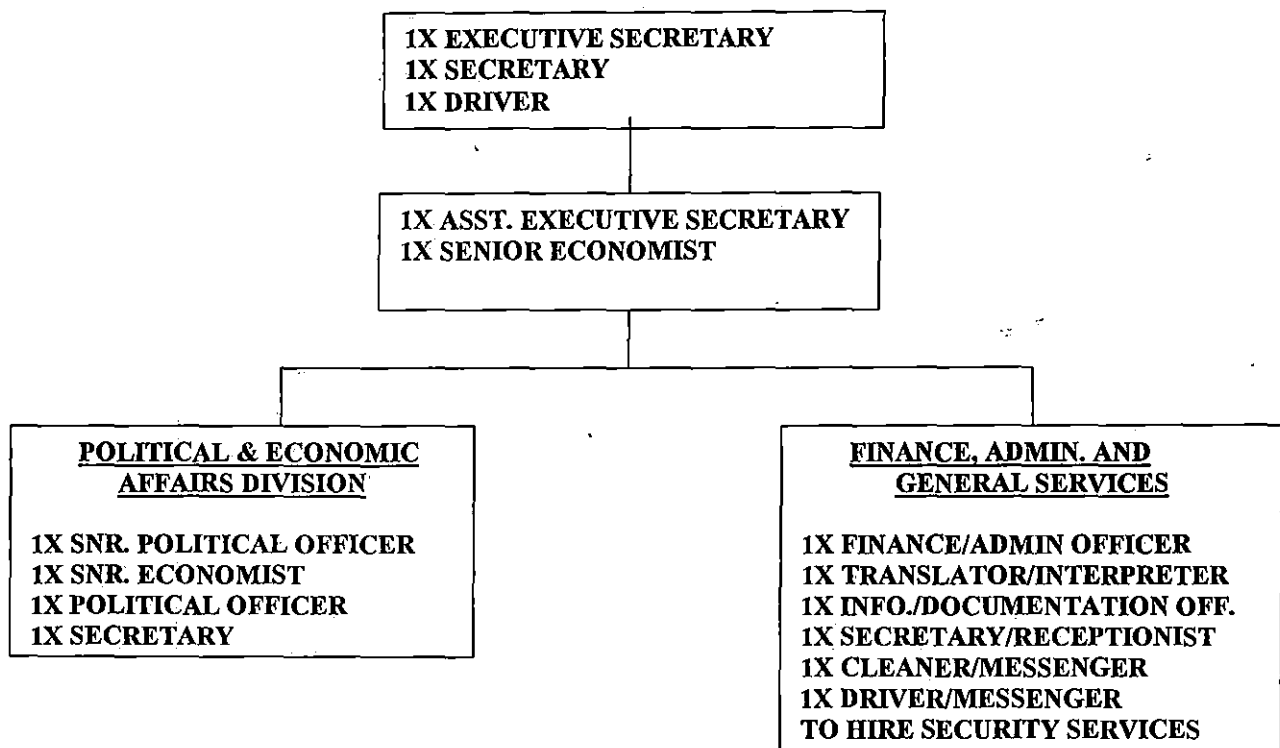 1X EXECUTIVE SECRETARY
1X SECRETARY
1X DRIVER
1X ASST. EXECUTIVE SECRETARY
1X SENIOR ECONOMIST
POLITICAL & ECONOMIC
AFFAIRS DIVISION
1X SNR. POLITICAL OFFICER
1X SNR. ECONOMIST
1X POLITICAL OFFICER
1X SECRETARY
FINANCE, ADMIN. AND
GENERAL SERVICES
1X FINANCE/ADMIN OFFICER
1X TRANSLATOR/INTERPRETER
1X INFO./DOCUMENTATION OFF.
1X SECRETARY/RECEPTIONIST
1X CLEANER/MESSENGER
1X DRIVER/MESSENGER
TO HIRE SECURITY SERVICES